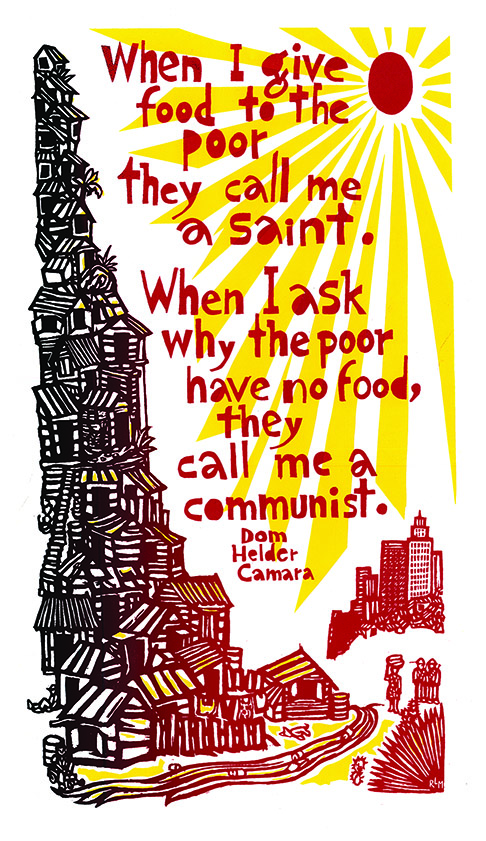 When I give
food to the
poor
they call me
a saint.
When I ask
why the poor
have no food,
they
call me a
communist.
Dom
Helder
Camara
RLM